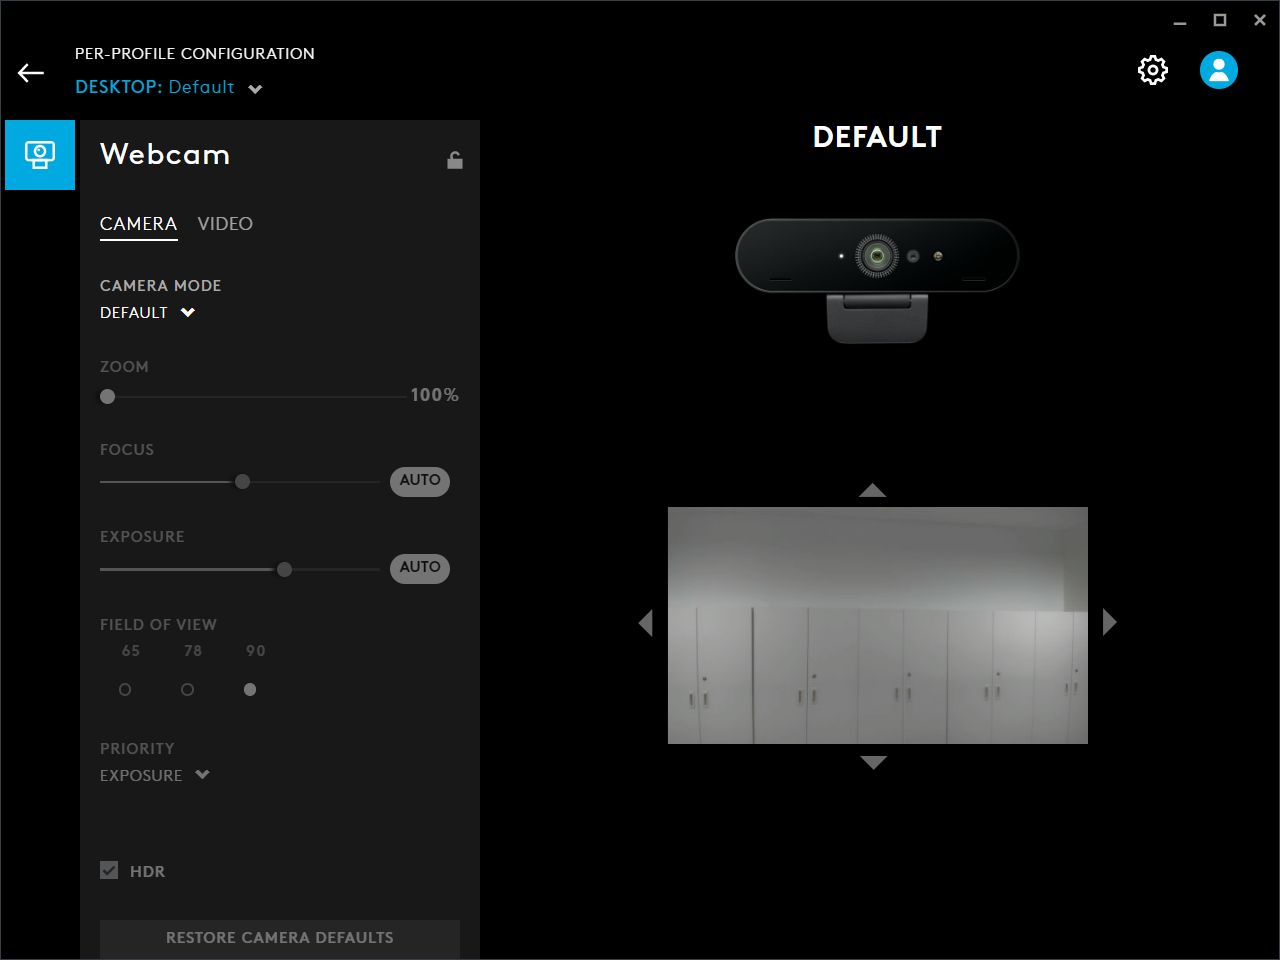 PER-PROFILE CONFIGURATION
DESKTOP: Default
DEFAULT
Webcam
CAMERA VIDEO
CAMERA MODE
DEFAULT
ZOOM
100%
FOCUS
AUTO
EXPOSURE
AUTO
FIELD OF VIEW
65 78 90
PRIORITY
EXPOSURE
HDR
RESTORE CAMERA DEFAULTS